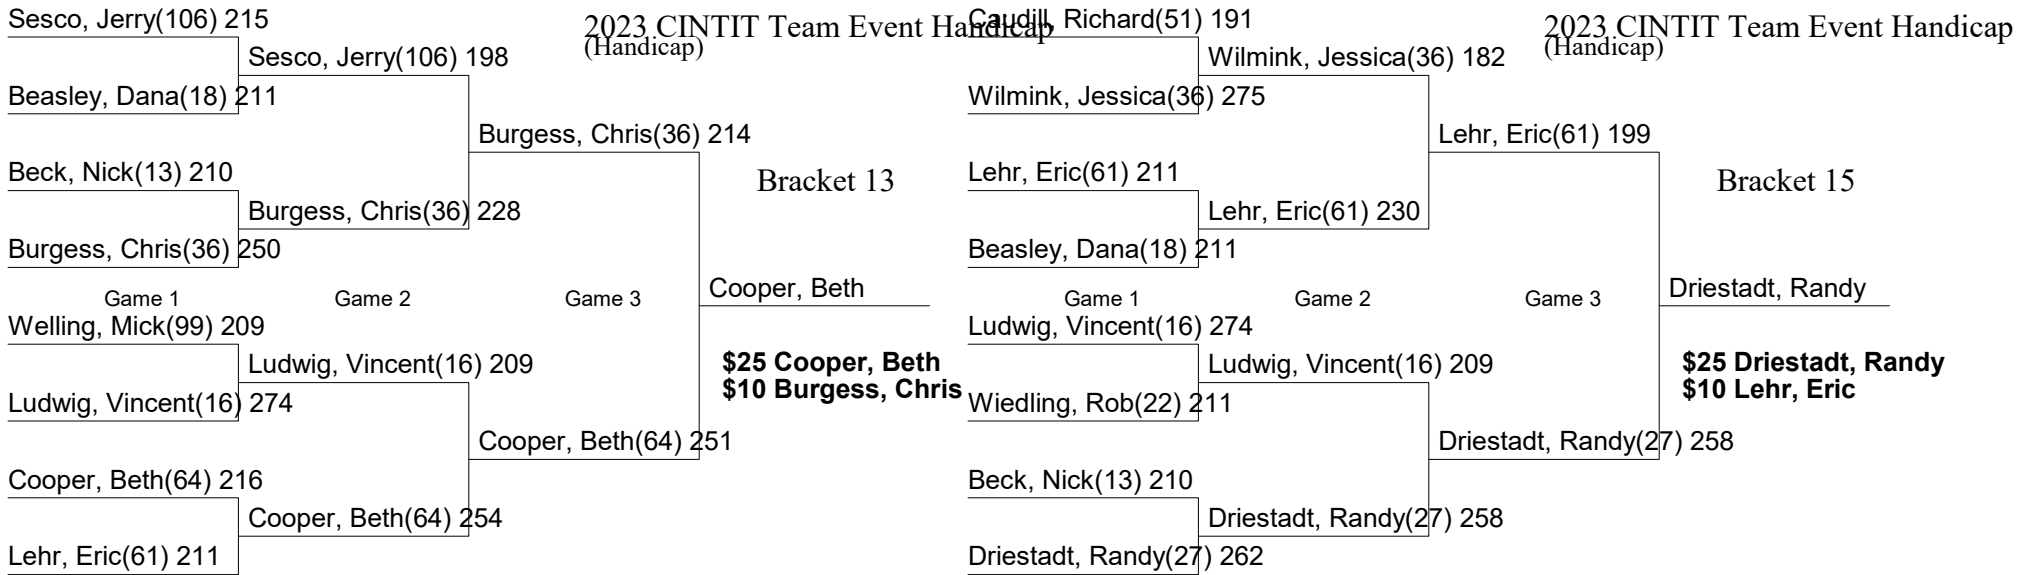 Sesco, Jerry(106) 215
2023 CINTIT Team Event Handicap
(Handicap)
Sesco, Jerry(106) 198
Beasley, Dana(18) 211
Burgess, Chris(36) 214
Beck, Nick(13) 210
Bracket 13
Burgess, Chris(36) 228
Burgess, Chris(36) 250
Game 1
Game 2
Game 3
Cooper, Beth
Welling, Mick(99) 209
Ludwig, Vincent(16) 209
$25 Cooper, Beth
$10 Burgess, Chris
Ludwig, Vincent(16) 274
Cooper, Beth(64) 251
Cooper, Beth(64) 216
Cooper, Beth(64) 254
Lehr, Eric(61) 211
Caudill, Richard(51) 191
2023 CINTIT Team Event Handicap
(Handicap)
Wilmink, Jessica(36) 182
Wilmink, Jessica(36) 275
Lehr, Eric(61) 199
Lehr, Eric(61) 211
Bracket 15
Lehr, Eric(61) 230
Beasley, Dana(18) 211
Game 1
Game 2
Game 3
Driestadt, Randy
Ludwig, Vincent(16) 274
Ludwig, Vincent(16) 209
$25 Driestadt, Randy
$10 Lehr, Eric
Wiedling, Rob(22) 211
Driestadt, Randy(27) 258
Beck, Nick(13) 210
Driestadt, Randy(27) 258
Driestadt, Randy(27) 262